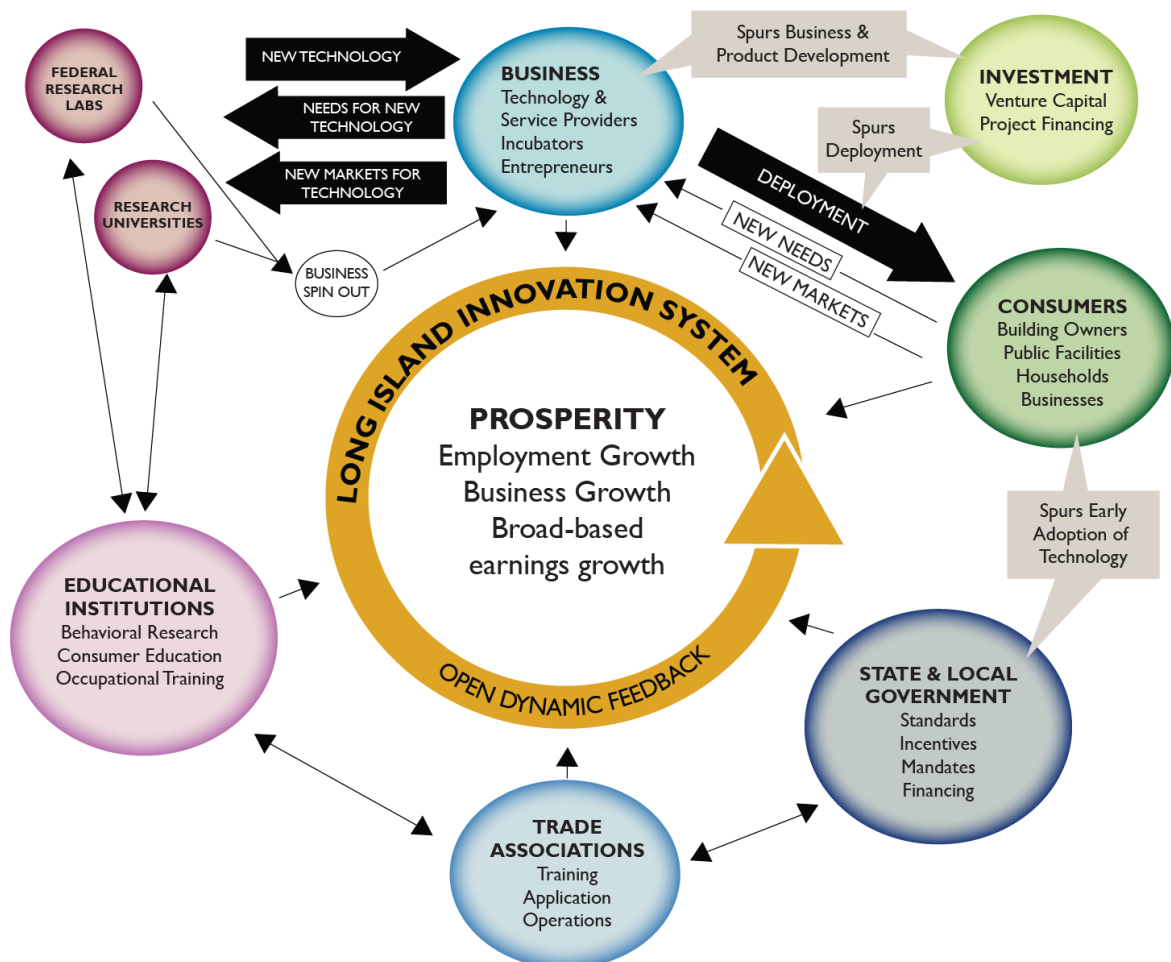 FEDERAL
RESEARCH
LABS
RESEARCH
UNIVERSITIES
NEW TECHNOLOGY
NEEDS FOR NEW
TECHNOLOGY
NEW MARKETS FOR
TECHNOLOGY
BUSINESS
SPIN OUT
BUSINESS
Technology &
Service Providers
Incubators
Entrepreneurs
Spurs Business &
Product Development
INVESTMENT
Venture Capital
Project Financing
Spurs
Deployment
DEPLOYMENT
NEW NEEDS
NEW MARKETS
CONSUMERS
Building Owners
Public Facilities
Households
Businesses
LONG ISLAND INNOVATION SYSTEM
PROSPERITY
Employment Growth
Business Growth
Broad-based
earnings growth
OPEN DYNAMIC FEEDBACK
Spurs Early
Adoption of
Technology
EDUCATIONAL
INSTITUTIONS
Behavioral Research
Consumer Education
Occupational Training
STATE & LOCAL
GOVERNMENT
Standards
Incentives
Mandates
Financing
TRADE
ASSOCIATIONS
Training
Application
Operations